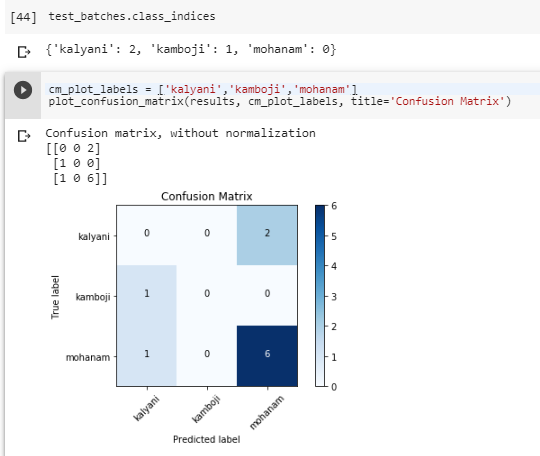 [44] test_batches.class_indices
{'kalyani': 2, 'kamboji': 1, 'mohanam': 0}
cm_plot_labels = ['kalyani','kamboji','mohanam']
plot_confusion_matrix(results, cm_plot_labels, title='Confusion Matrix')
Confusion matrix, without normalization
[[0 0 2]
[1 0 0]
[1 0 6]]
Confusion Matrix
True label
kalyani 0 0 2
kamboji 1 0 0
mohanam 1 0 6
kalyani kamboji mohanam
Predicted label
6
5
4
3
2
1
0